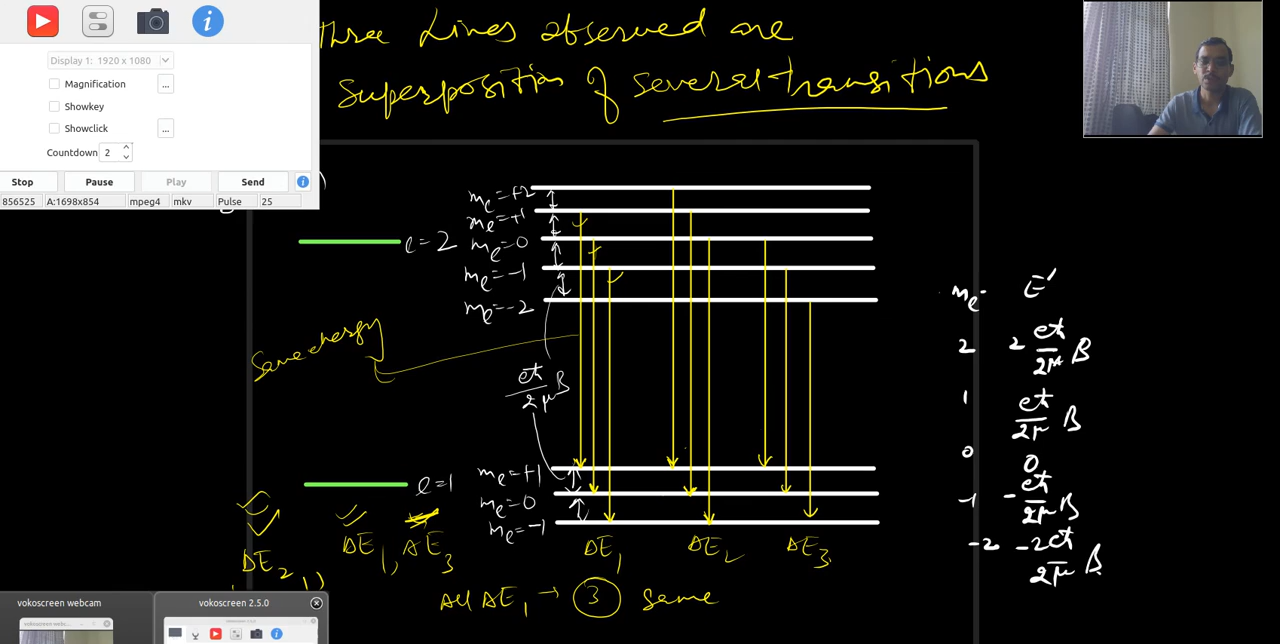 three lines observed are
superposition of several transitions
Display 1: 1920 x 1080
Magnification
...
Showkey
Showclick
...
Countdown 2
Stop Pause Play Send
856525 A:1698x854 mpeg4 mkv Pulse 25
mℓ=+2
mℓ=+1
ℓ=2
mℓ=0
mℓ=-1
mℓ=-2
Same energy
eħ/2μ B
mℓ=+1
ℓ=1
mℓ=0
mℓ=-1
ΔE2 ΔE1, ΔE3
ΔE1 ΔE2 ΔE3
All ΔE1 → 3 same
mℓ E'
2 2 eħ/2μ B
1 eħ/2μ B
0 0
-1 -eħ/2μ B
-2 -2eħ/2μ B
vokoscreen webcam
vokoscreen 2.5.0